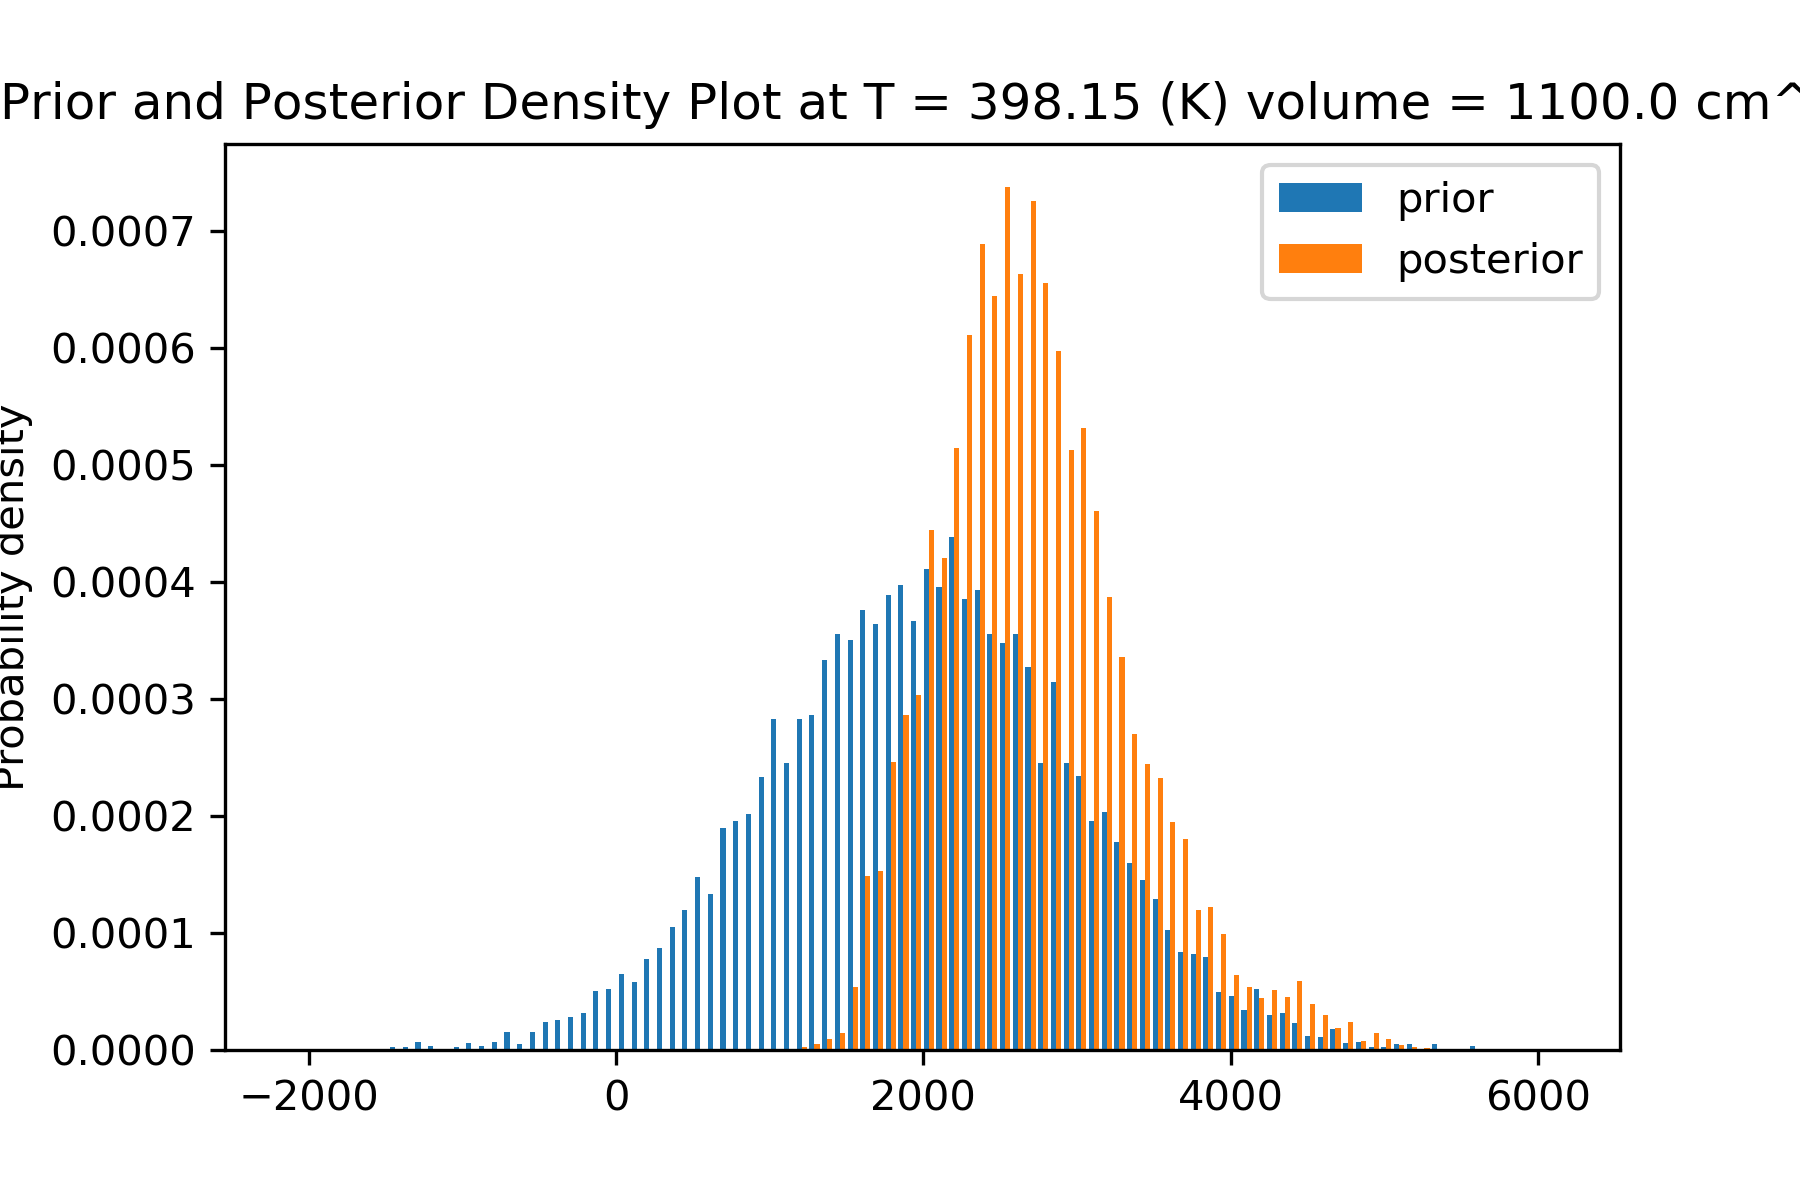 Prior and Posterior Density Plot at T = 398.15 (K) volume = 1100.0 cm^
prior
posterior
Probability density
0.0007
0.0006
0.0005
0.0004
0.0003
0.0002
0.0001
0.0000
−2000 0 2000 4000 6000